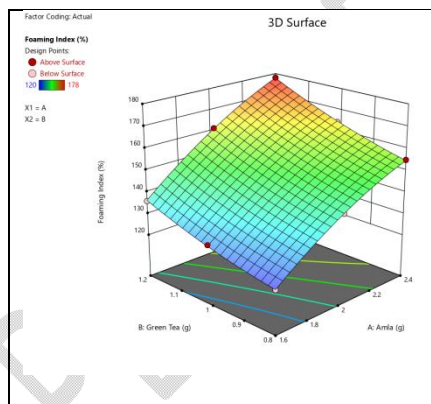 Factor Coding: Actual
3D Surface
Foaming Index (%)
Design Points:
Above Surface
Below Surface
120 178
X1 = A
X2 = B
Foaming Index (%)
180
170
160
150
140
130
120
1.2
1.1
1
0.9
0.8
B: Green Tea (g)
1.6
1.8
2
2.2
2.4
A: Amla (g)